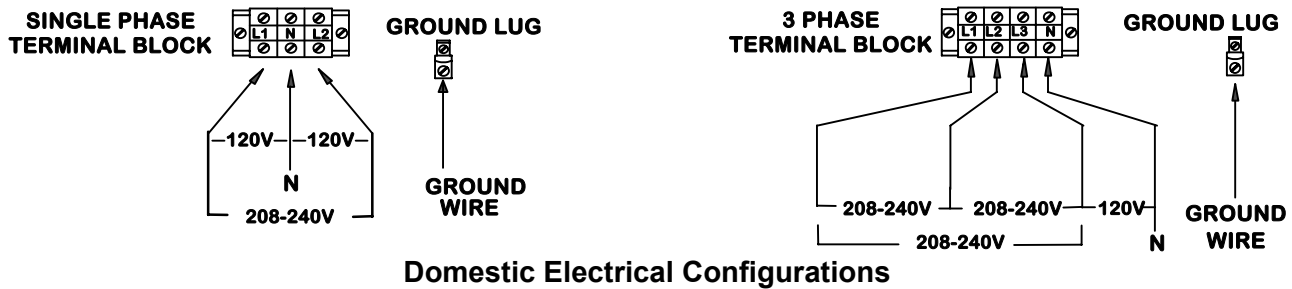 SINGLE PHASE
TERMINAL BLOCK
L1 N L2
GROUND LUG
120V 120V
N
208-240V
GROUND
WIRE
3 PHASE
TERMINAL BLOCK
L1 L2 L3 N
GROUND LUG
208-240V 208-240V 120V
208-240V
N
GROUND
WIRE
Domestic Electrical Configurations